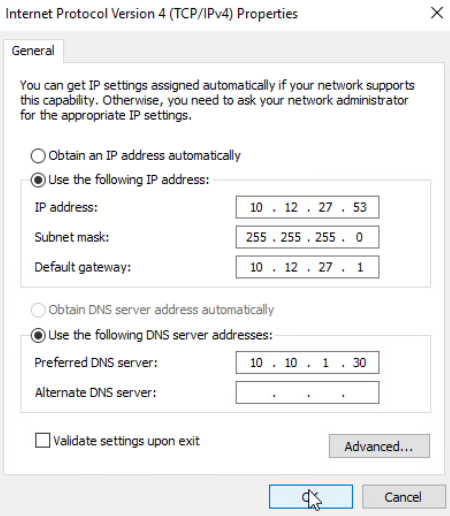 Internet Protocol Version 4 (TCP/IPv4) Properties
General
You can get IP settings assigned automatically if your network supports
this capability. Otherwise, you need to ask your network administrator
for the appropriate IP settings.
Obtain an IP address automatically
Use the following IP address:
IP address: 10 . 12 . 27 . 53
Subnet mask: 255 . 255 . 255 . 0
Default gateway: 10 . 12 . 27 . 1
Obtain DNS server address automatically
Use the following DNS server addresses:
Preferred DNS server: 10 . 10 . 1 . 30
Alternate DNS server: . . .
Validate settings upon exit
Advanced...
OK Cancel